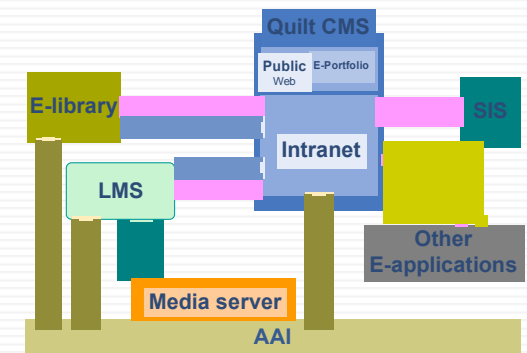 Quilt CMS
Public
Web
E-Portfolio
E-library
SIS
Intranet
LMS
Other
E-applications
Media server
AAI